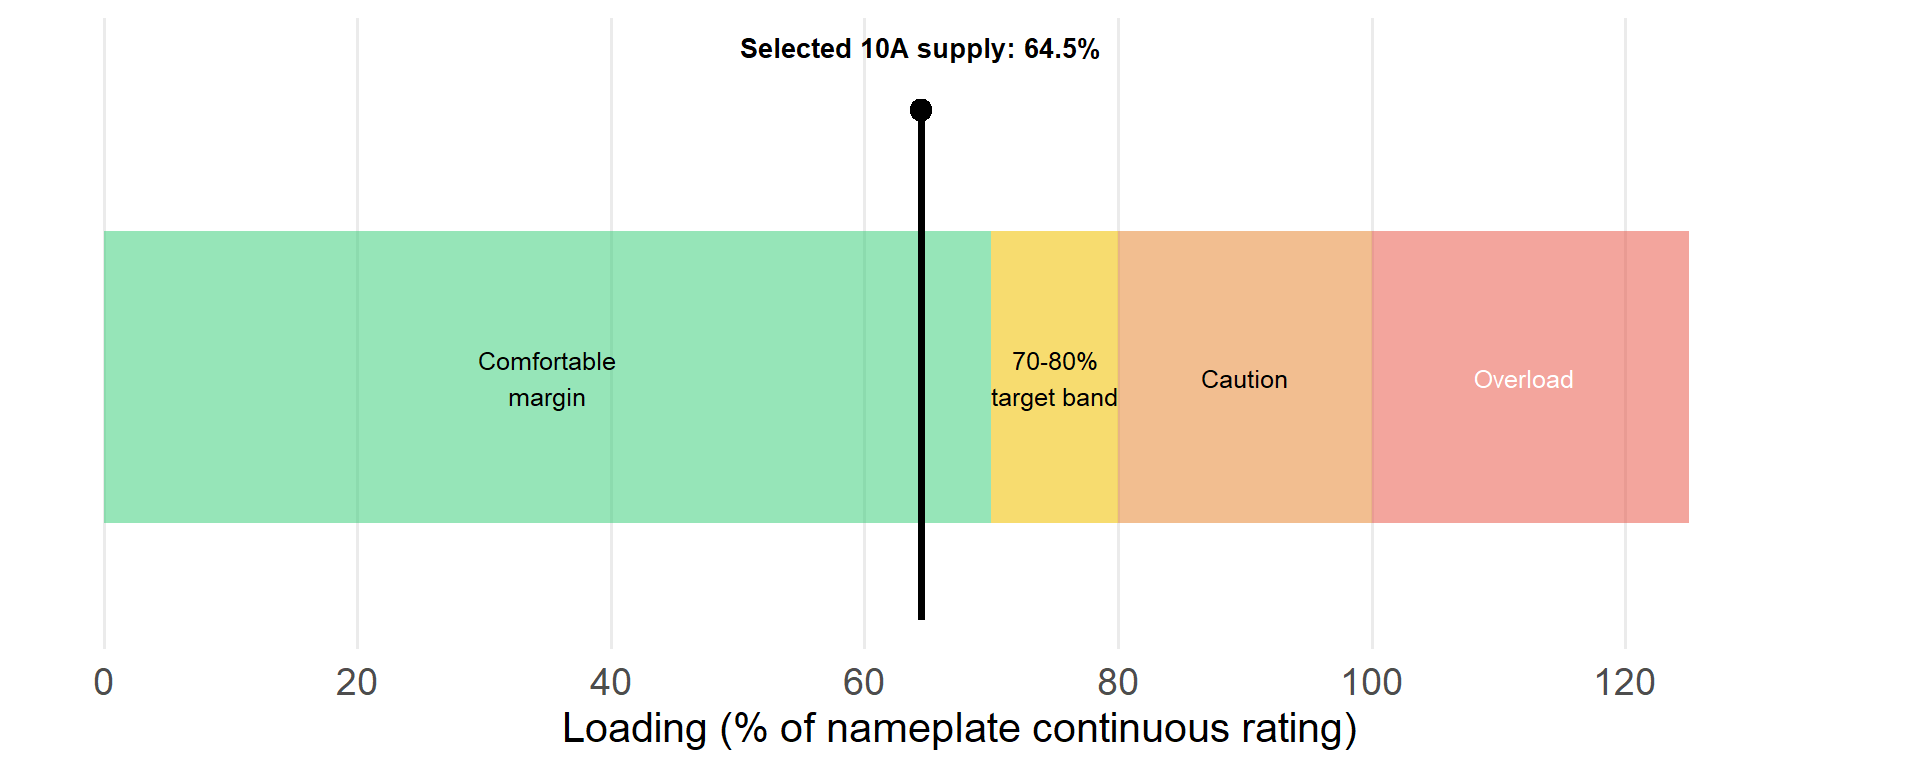 Selected 10A supply: 64.5%
Comfortable
margin
70-80%
target band
Caution
Overload
0 20 40 60 80 100 120
Loading (% of nameplate continuous rating)